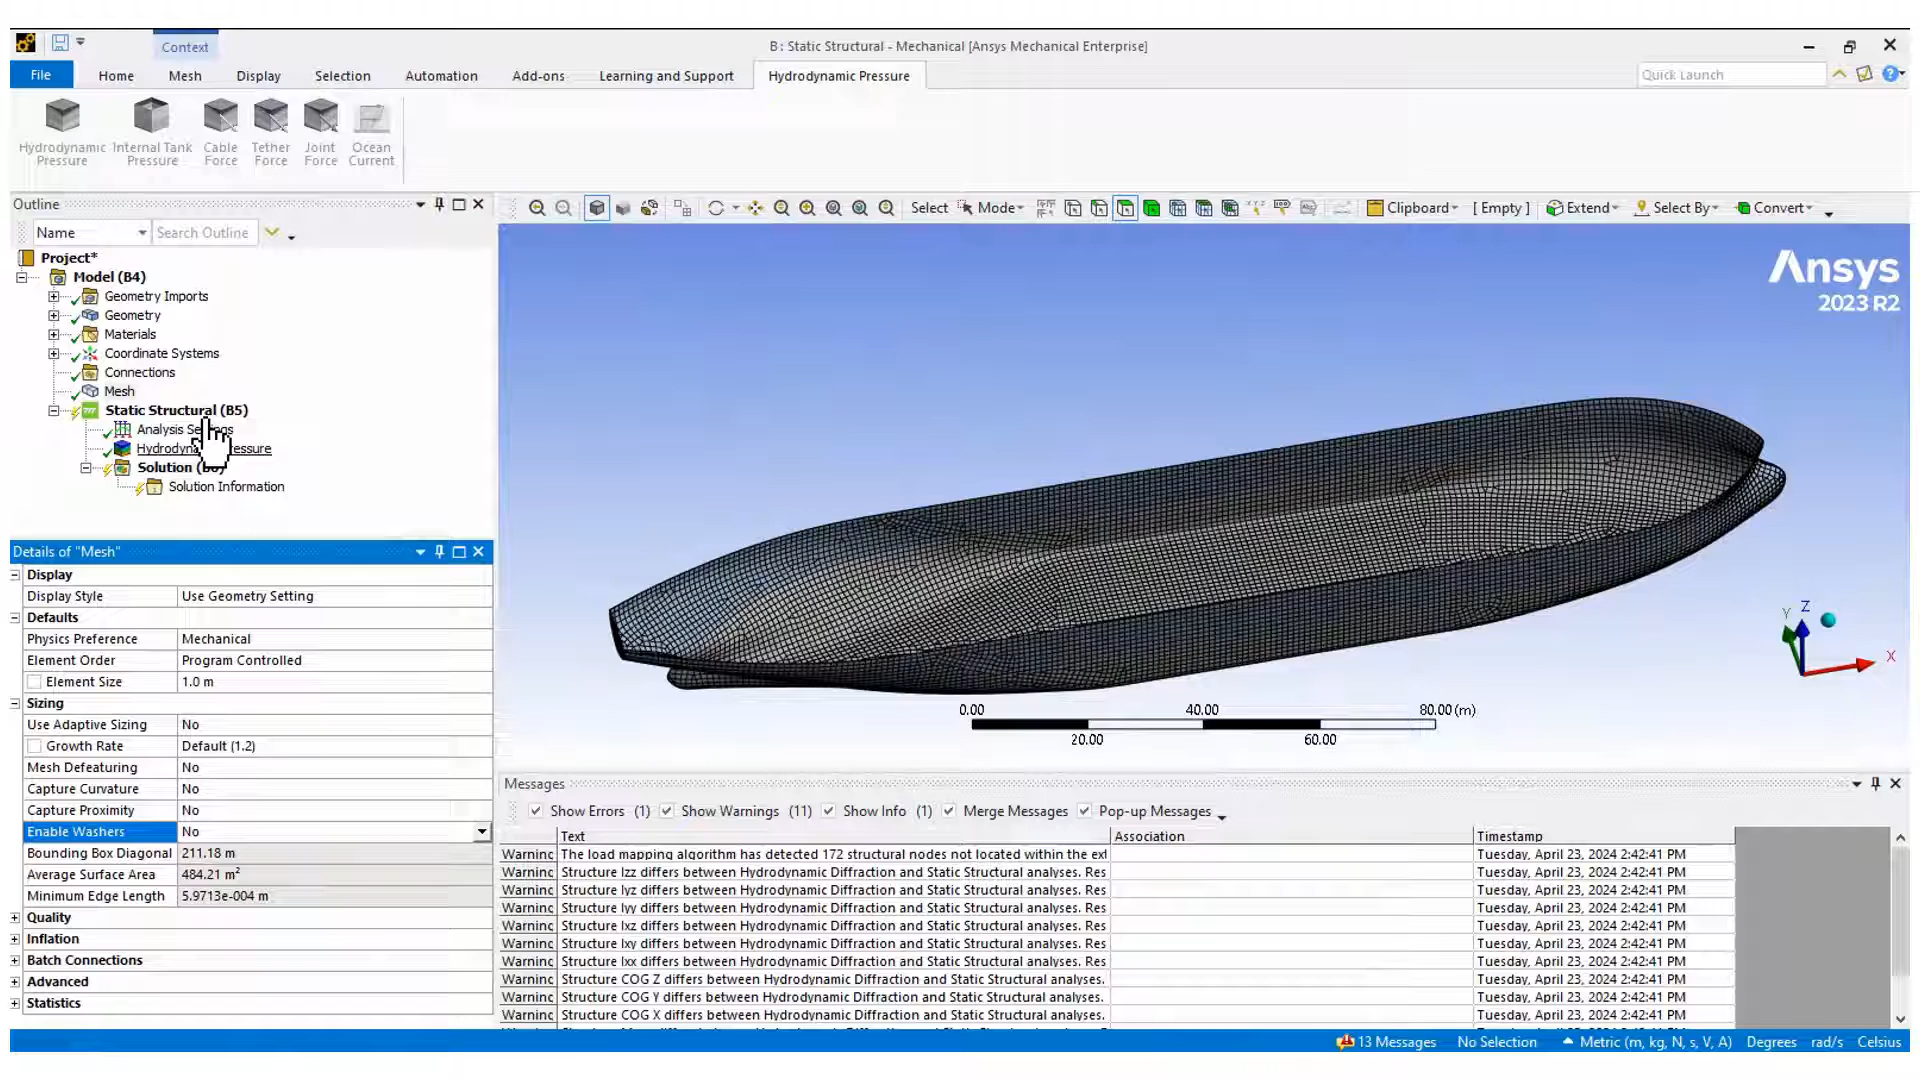 Context
B : Static Structural - Mechanical [Ansys Mechanical Enterprise]
File Home Mesh Display Selection Automation Add-ons Learning and Support Hydrodynamic Pressure Quick Launch
Hydrodynamic Pressure
Internal Tank Pressure
Cable Force
Tether Force
Joint Force
Ocean Current
Outline
Name Search Outline
Select Mode Clipboard [ Empty ] Extend Select By Convert
Project*
Model (B4)
Geometry Imports
Geometry
Materials
Coordinate Systems
Connections
Mesh
Static Structural (B5)
Analysis
Solution
Solution Information
Ansys
2023 R2
Z
Y
X
0.00 40.00 80.00 (m)
20.00 60.00
Details of "Mesh"
Display
Display Style Use Geometry Setting
Defaults
Physics Preference Mechanical
Element Order Program Controlled
Element Size 1.0 m
Sizing
Use Adaptive Sizing No
Growth Rate Default (1.2)
Mesh Defeaturing No
Capture Curvature No
Capture Proximity No
Enable Washers No
Bounding Box Diagonal 211.18 m
Average Surface Area 484.21 m²
Minimum Edge Length 5.9713e-004 m
Quality
Inflation
Batch Connections
Advanced
Statistics
Messages
Show Errors (1) Show Warnings (11) Show Info (1) Merge Messages Pop-up Messages
Text Association Timestamp
Warninc The load mapping algorithm has detected 172 structural nodes not located within the ext Tuesday, April 23, 2024 2:42:41 PM
Warninc Structure Izz differs between Hydrodynamic Diffraction and Static Structural analyses. Res Tuesday, April 23, 2024 2:42:41 PM
Warninc Structure Iyz differs between Hydrodynamic Diffraction and Static Structural analyses. Res Tuesday, April 23, 2024 2:42:41 PM
Warninc Structure Iyy differs between Hydrodynamic Diffraction and Static Structural analyses. Res Tuesday, April 23, 2024 2:42:41 PM
Warninc Structure Ixz differs between Hydrodynamic Diffraction and Static Structural analyses. Res Tuesday, April 23, 2024 2:42:41 PM
Warninc Structure Ixy differs between Hydrodynamic Diffraction and Static Structural analyses. Res Tuesday, April 23, 2024 2:42:41 PM
Warninc Structure Ixx differs between Hydrodynamic Diffraction and Static Structural analyses. Res Tuesday, April 23, 2024 2:42:41 PM
Warninc Structure COG Z differs between Hydrodynamic Diffraction and Static Structural analyses. Tuesday, April 23, 2024 2:42:41 PM
Warninc Structure COG Y differs between Hydrodynamic Diffraction and Static Structural analyses. Tuesday, April 23, 2024 2:42:41 PM
Warninc Structure COG X differs between Hydrodynamic Diffraction and Static Structural analyses. Tuesday, April 23, 2024 2:42:41 PM
13 Messages No Selection Metric (m, kg, N, s, V, A) Degrees rad/s Celsius